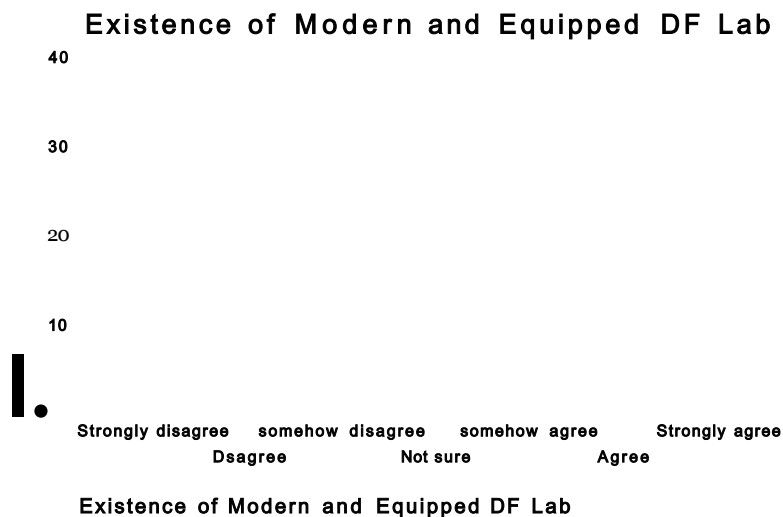 Existence of Modern and Equipped DF Lab
40
30
20
10
Strongly disagree somehow disagree somehow agree Strongly agree
Dsagree Not sure Agree
Existence of Modern and Equipped DF Lab